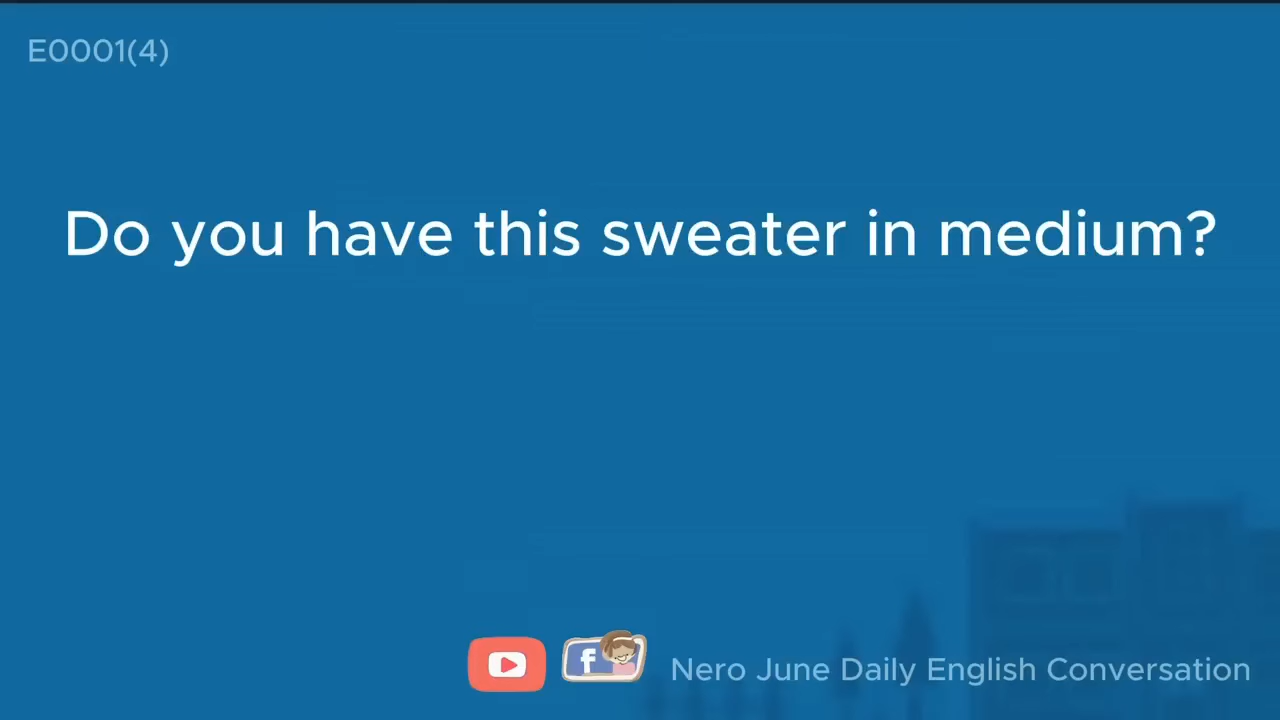 E0001(4)
Do you have this sweater in medium?
f
Nero June Daily English Conversation